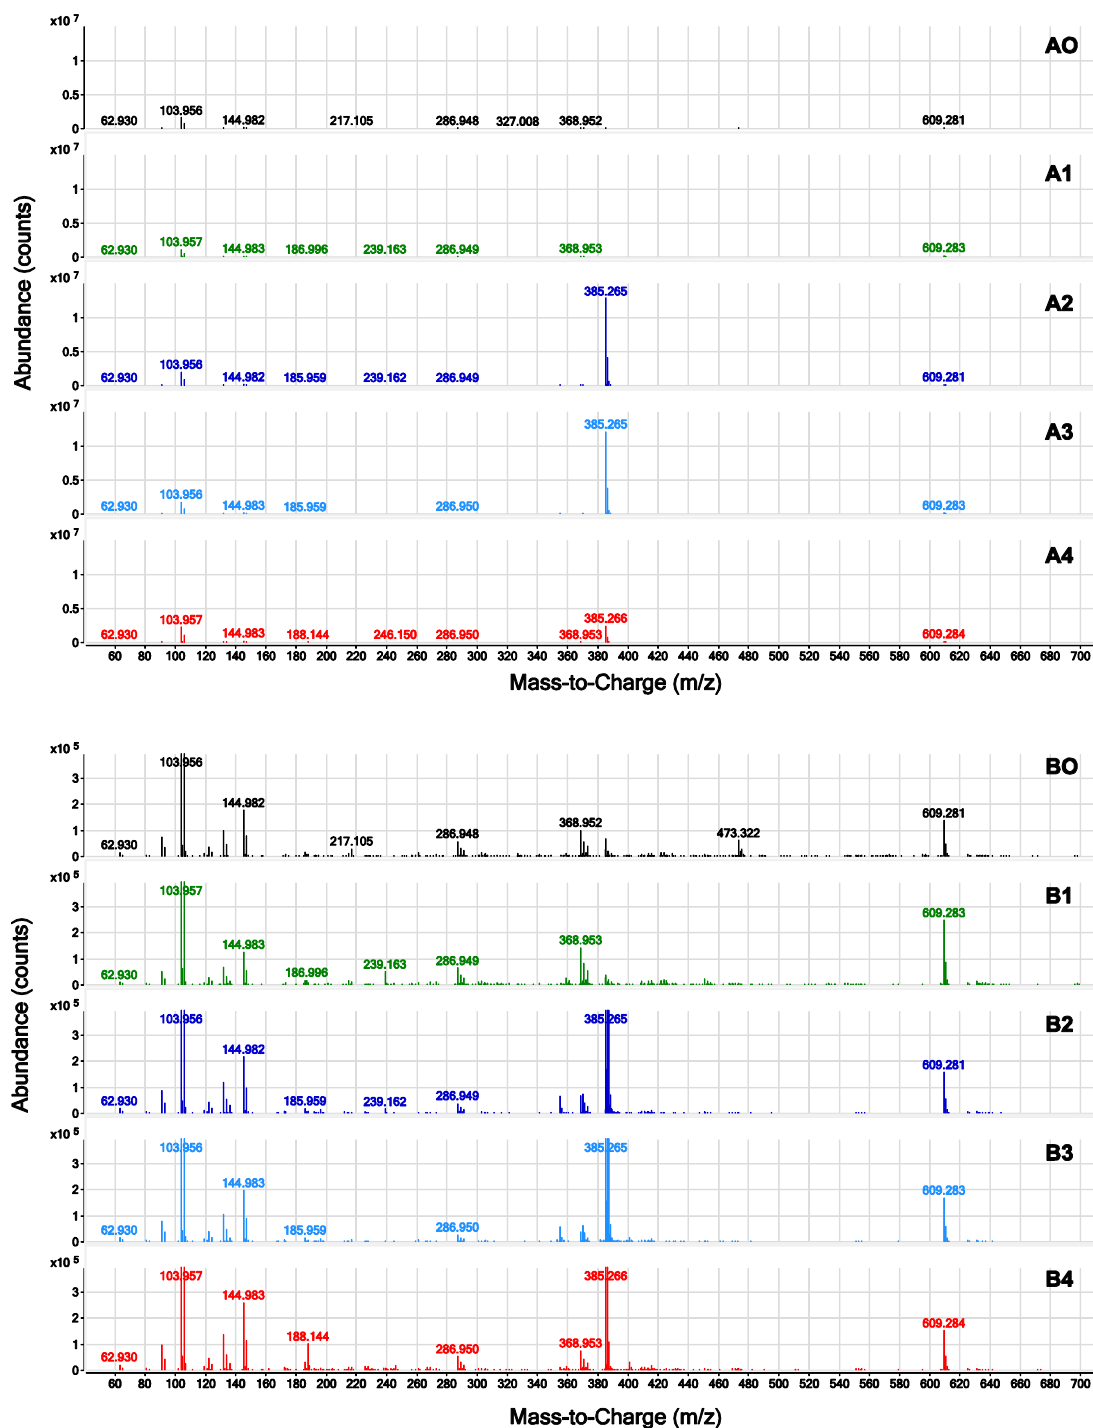 x10 7
AO
1
0.5
0
62.930 103.956 144.982 217.105 286.948 327.008 368.952 609.281
x10 7
A1
1
0.5
0
62.930 103.957 144.983 186.996 239.163 286.949 368.953 609.283
x10 7
A2
1
0.5
0
62.930 103.956 144.982 185.959 239.162 286.949 385.265 609.281
x10 7
A3
1
0.5
0
62.930 103.956 144.983 185.959 286.950 385.265 609.283
x10 7
A4
1
0.5
0
62.930 103.957 144.983 188.144 246.150 286.950 368.953 385.266 609.284
Abundance (counts)
60 80 100 120 140 160 180 200 220 240 260 280 300 320 340 360 380 400 420 440 460 480 500 520 540 560 580 600 620 640 660 680 700
Mass-to-Charge (m/z)
x10 5
BO
3
2
1
0
62.930 103.956 144.982 217.105 286.948 368.952 473.322 609.281
x10 5
B1
3
2
1
0
62.930 103.957 144.983 186.996 239.163 286.949 368.953 609.283
x10 5
B2
3
2
1
0
62.930 103.956 144.982 185.959 239.162 286.949 385.265 609.281
x10 5
B3
3
2
1
0
62.930 103.956 144.983 185.959 286.950 385.265 609.283
x10 5
B4
3
2
1
0
62.930 103.957 144.983 188.144 286.950 368.953 385.266 609.284
Abundance (counts)
60 80 100 120 140 160 180 200 220 240 260 280 300 320 340 360 380 400 420 440 460 480 500 520 540 560 580 600 620 640 660 680 700
Mass-to-Charge (m/z)